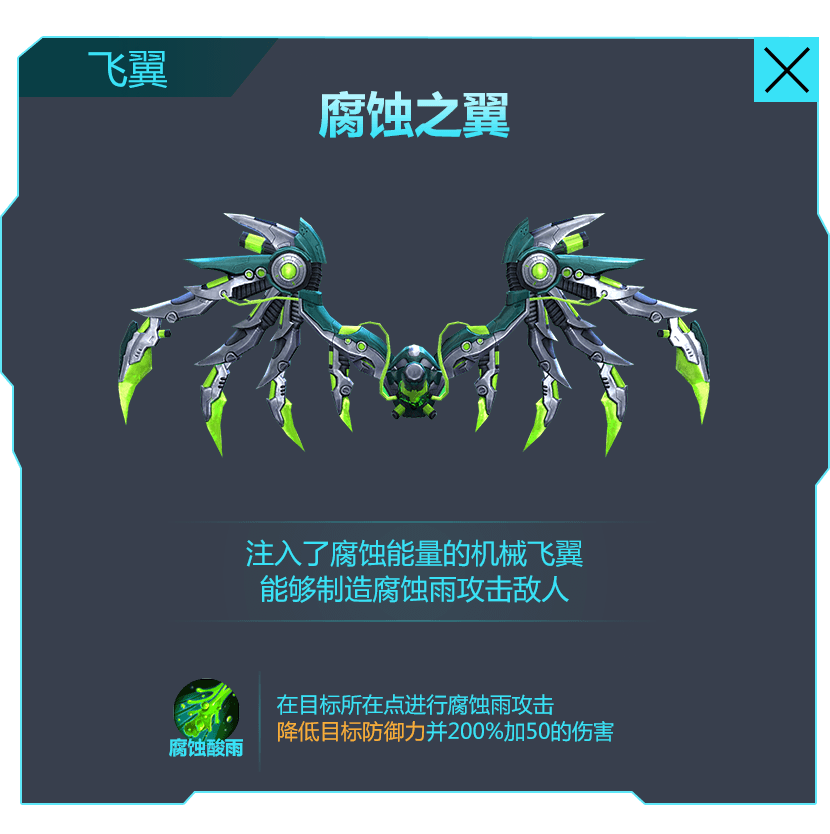 飞翼
腐蚀之翼
注入了腐蚀能量的机械飞翼
能够制造腐蚀雨攻击敌人
腐蚀酸雨
在目标所在点进行腐蚀雨攻击
降低目标防御力并200%加50的伤害